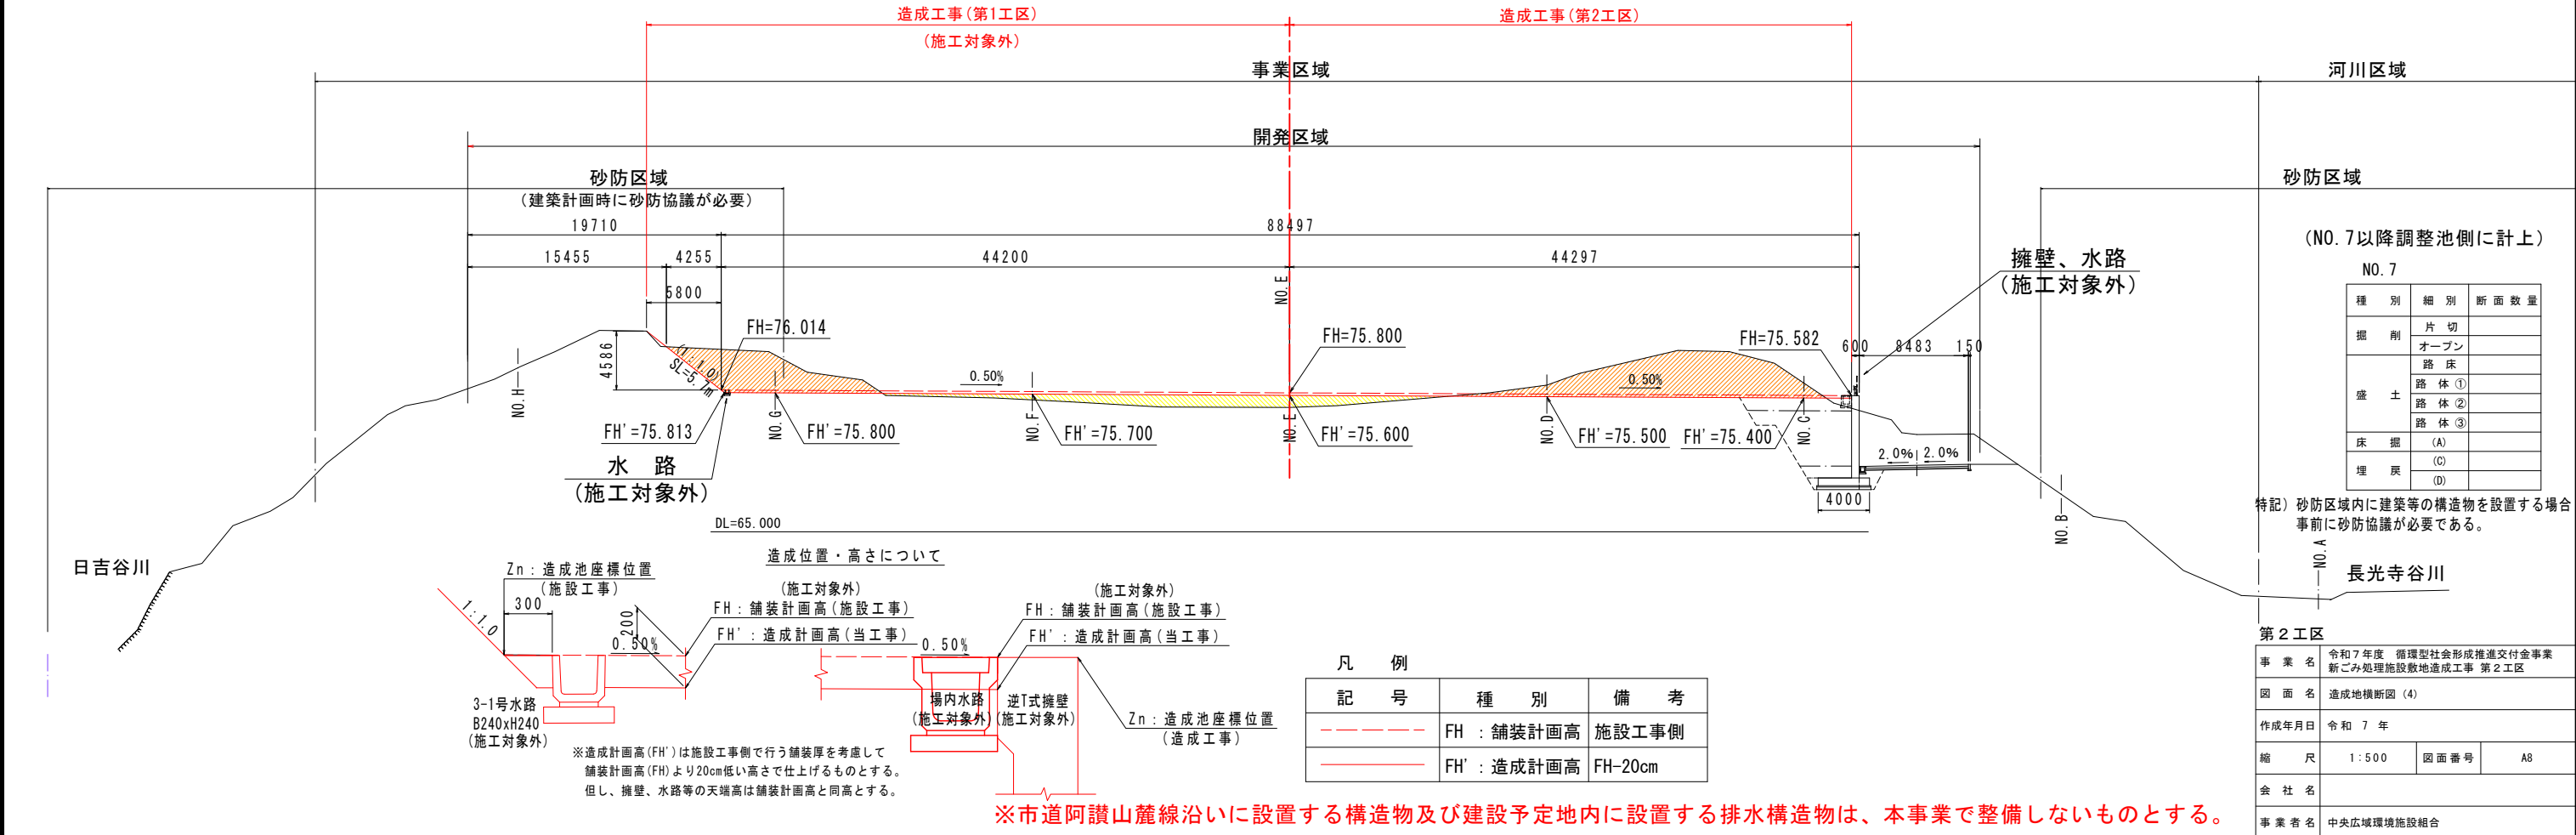 造成工事(第1工区)
(施工対象外)
造成工事(第2工区)
事業区域
河川区域
開発区域
砂防区域
(建築計画時に砂防協議が必要)
砂防区域
19710
88497
15455
4255
44200
44297
5800
NO.E
(NO.7以降調整池側に計上)
NO.7
擁壁、水路
(施工対象外)
種 別 細 別 断面数量
掘 削 片 切
オープン
盛 土 路 床
路 体 ①
路 体 ②
路 体 ③
床 掘 (A)
埋 戻 (C)
(D)
4586
FH=76.014
FH=75.800
FH=75.582
600
8483
150
(1:1.0)
SL=5.7m
0.50%
0.50%
NO.H
NO.G
NO.F
NO.E
NO.D
NO.C
FH'=75.813
FH'=75.800
FH'=75.700
FH'=75.600
FH'=75.500
FH'=75.400
2.0%
2.0%
水 路
(施工対象外)
4000
DL=65.000
特記) 砂防区域内に建築等の構造物を設置する場合
事前に砂防協議が必要である。
NO.B
NO.A
日吉谷川
長光寺谷川
造成位置・高さについて
Zn:造成池座標位置
(施設工事)
300
1:1.0
200
0.50%
(施工対象外)
FH:舗装計画高(施設工事)
FH':造成計画高(当工事)
3-1号水路
B240xH240
(施工対象外)
0.50%
(施工対象外)
FH:舗装計画高(施設工事)
FH':造成計画高(当工事)
場内水路
(施工対象外)
逆T式擁壁
(施工対象外)
Zn:造成池座標位置
(造成工事)
※造成計画高(FH')は施設工事側で行う舗装厚を考慮して
舗装計画高(FH)より20cm低い高さで仕上げるものとする。
但し、擁壁、水路等の天端高は舗装計画高と同高とする。
凡 例
記 号 種 別 備 考
FH :舗装計画高 施設工事側
FH':造成計画高 FH-20cm
※市道阿讃山麓線沿いに設置する構造物及び建設予定地内に設置する排水構造物は、本事業で整備しないものとする。
第2工区
事 業 名 令和7年度 循環型社会形成推進交付金事業
新ごみ処理施設敷地造成工事 第2工区
図 面 名 造成地横断図 (4)
作成年月日 令和 7 年
縮 尺 1:500 図面番号 A8
会 社 名
事業者名 中央広域環境施設組合